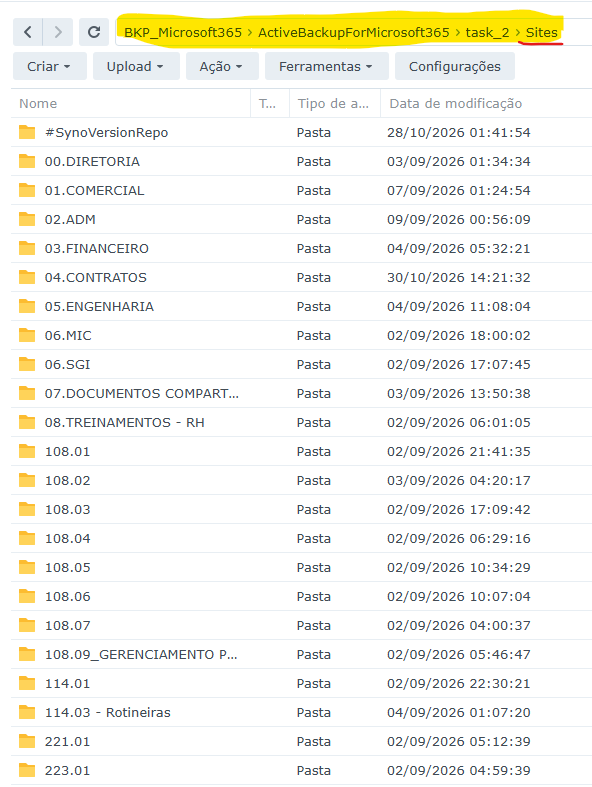 BKP_Microsoft365 › ActiveBackupForMicrosoft365 › task_2 › Sites
Criar Upload Ação Ferramentas Configurações
Nome T... Tipo de a... Data de modificação
#SynoVersionRepo Pasta 28/10/2026 01:41:54
00.DIRETORIA Pasta 03/09/2026 01:34:34
01.COMERCIAL Pasta 07/09/2026 01:24:54
02.ADM Pasta 09/09/2026 00:56:09
03.FINANCEIRO Pasta 04/09/2026 05:32:21
04.CONTRATOS Pasta 30/10/2026 14:21:32
05.ENGENHARIA Pasta 04/09/2026 11:08:04
06.MIC Pasta 02/09/2026 18:00:02
06.SGI Pasta 02/09/2026 17:07:45
07.DOCUMENTOS COMPART... Pasta 03/09/2026 13:50:38
08.TREINAMENTOS - RH Pasta 02/09/2026 06:01:05
108.01 Pasta 02/09/2026 21:41:35
108.02 Pasta 03/09/2026 04:20:17
108.03 Pasta 02/09/2026 17:09:42
108.04 Pasta 02/09/2026 06:29:16
108.05 Pasta 02/09/2026 10:34:29
108.06 Pasta 02/09/2026 10:07:04
108.07 Pasta 02/09/2026 04:00:37
108.09_GERENCIAMENTO P... Pasta 02/09/2026 05:46:47
114.01 Pasta 02/09/2026 22:30:21
114.03 - Rotineiras Pasta 04/09/2026 01:07:20
221.01 Pasta 02/09/2026 05:12:39
223.01 Pasta 02/09/2026 04:59:39